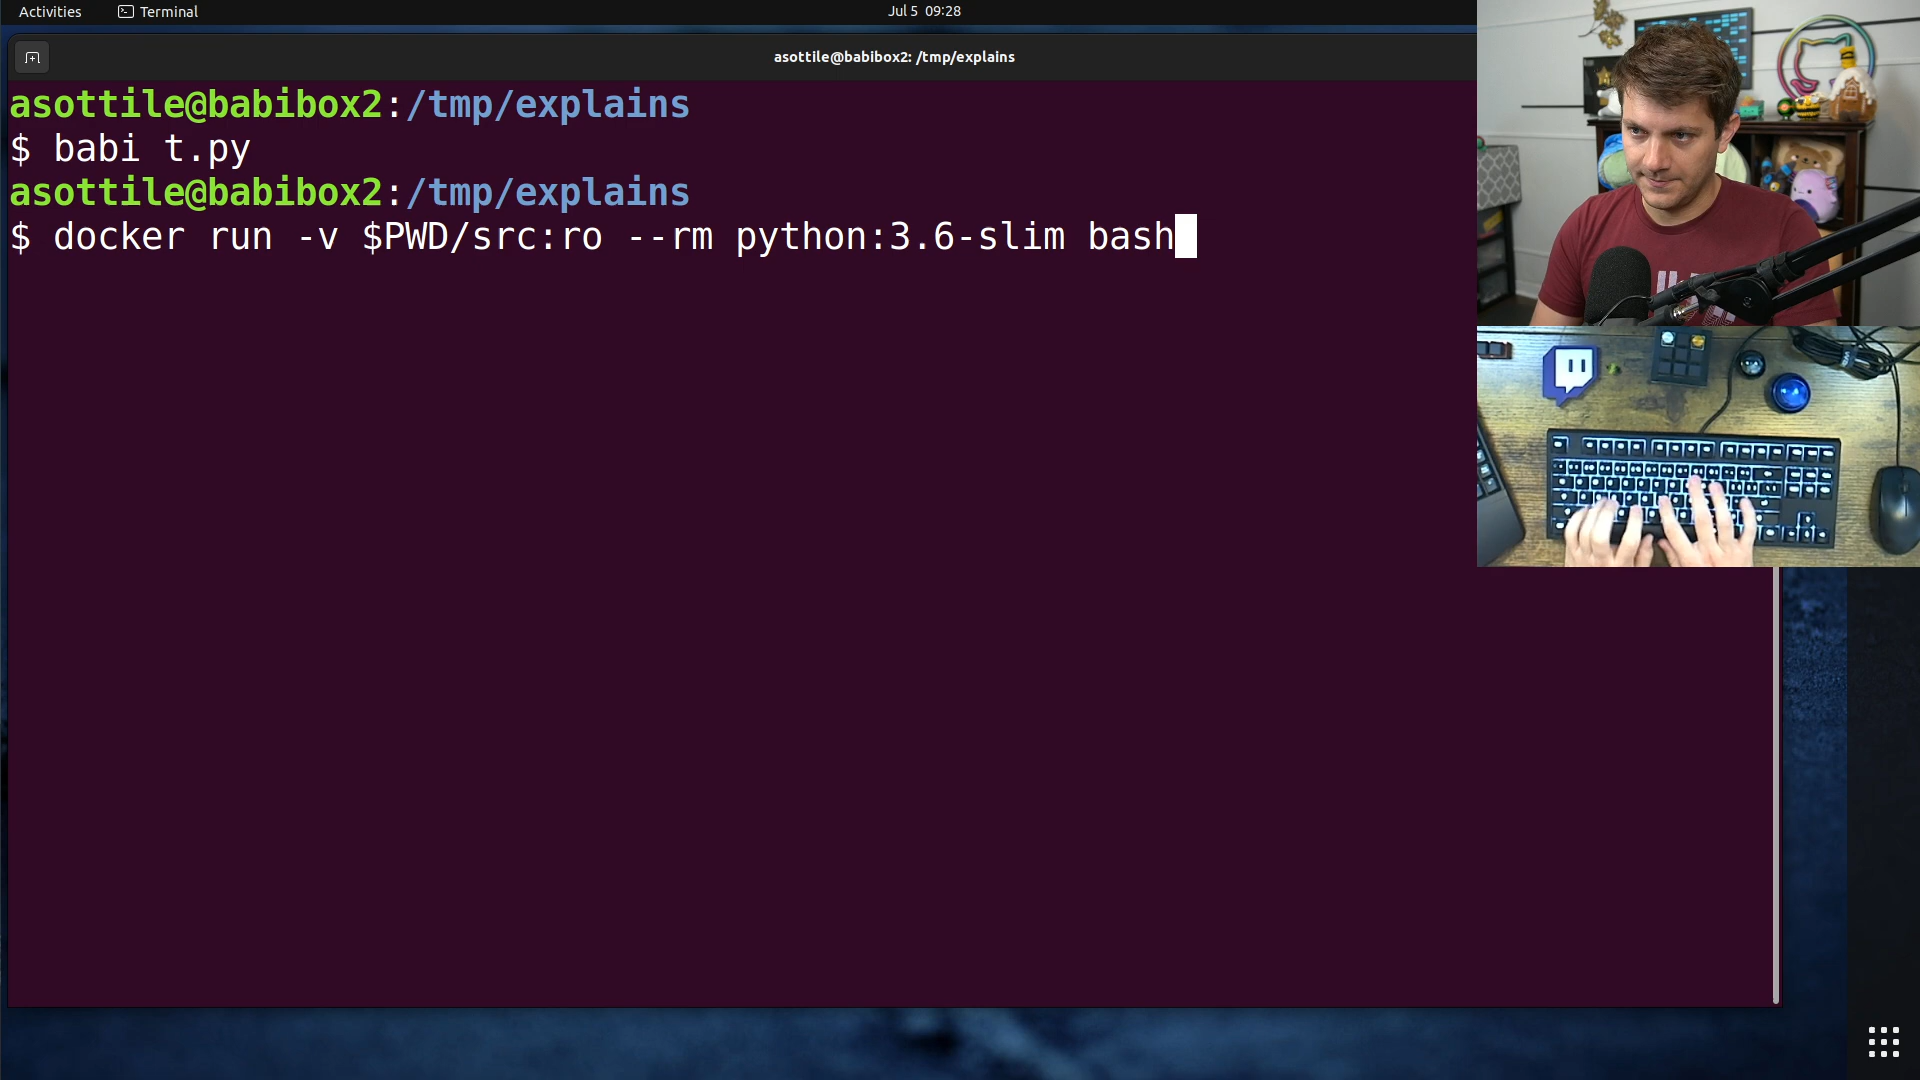 Activities
Terminal
Jul 5 09:28
asottile@babibox2: /tmp/explains
asottile@babibox2:/tmp/explains
$ babi t.py
asottile@babibox2:/tmp/explains
$ docker run -v $PWD/src:ro --rm python:3.6-slim bash